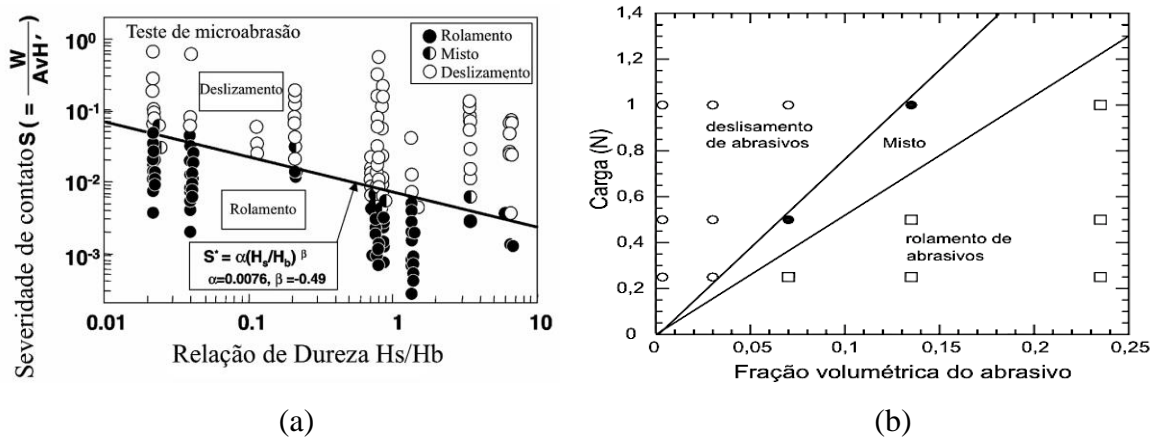 Teste de microabrasão
Rolamento
Misto
Deslizamento
Deslizamento
Rolamento
S* = α(Hs/Hb) β
α=0.0076, β =-0.49
Severidade de contato S ( = W/AvH' )
10⁰
10⁻¹
10⁻²
10⁻³
0.01
0.1
1
10
Relação de Dureza Hs/Hb
(a)
Carga (N)
1,4
1,2
1
0,8
0,6
0,4
0,2
0
deslisamento
de abrasivos
Misto
rolamento de
abrasivos
0
0,05
0,1
0,15
0,2
0,25
Fração volumétrica do abrasivo
(b)